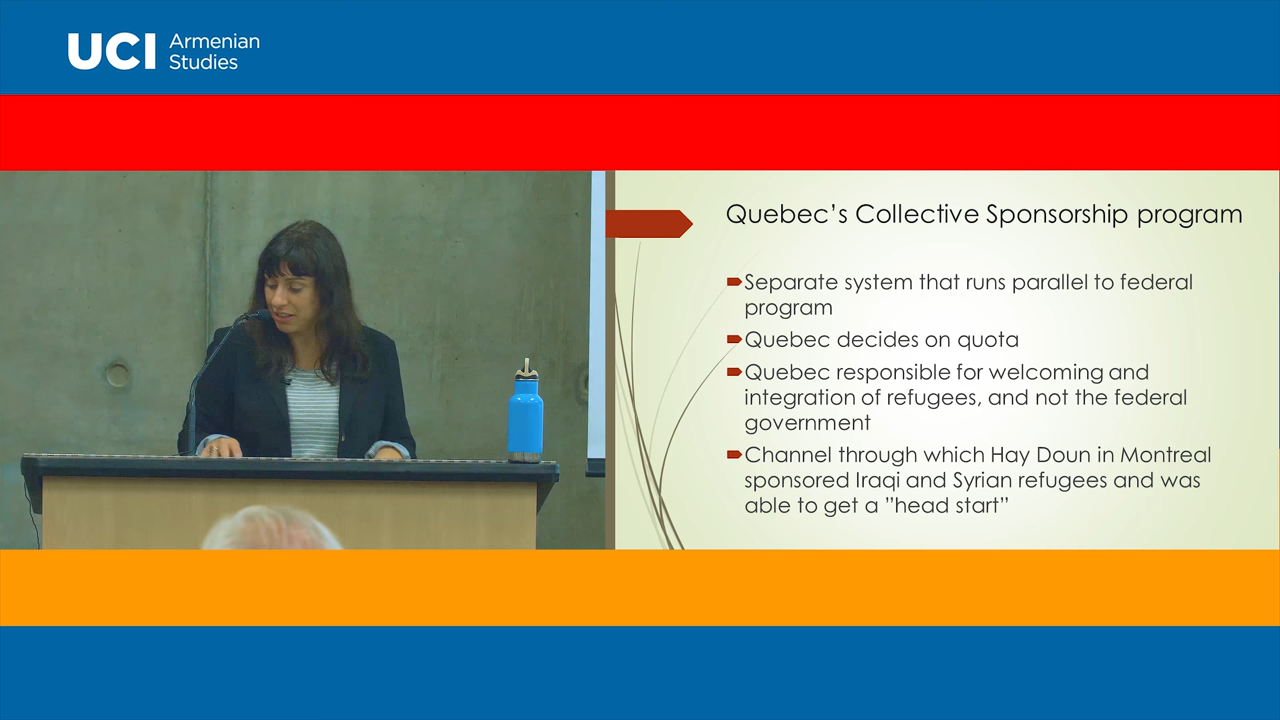 UCI Armenian
Studies
Quebec's Collective Sponsorship program
Separate system that runs parallel to federal
program
Quebec decides on quota
Quebec responsible for welcoming and
integration of refugees, and not the federal
government
Channel through which Hay Doun in Montreal
sponsored Iraqi and Syrian refugees and was
able to get a ”head start”